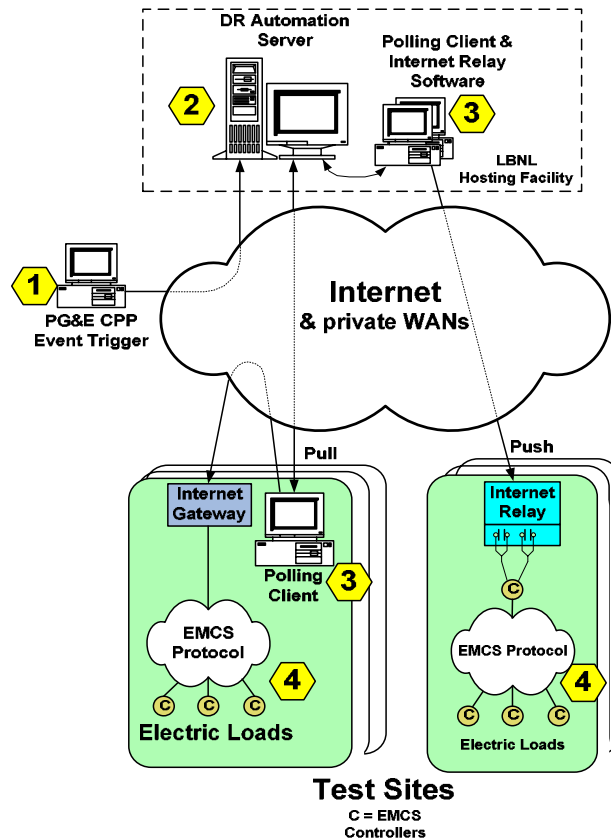 DR Automation
Server
Polling Client &
Internet Relay
Software
2
3
LBNL
Hosting Facility
1
PG&E CPP
Event Trigger
Internet
& private WANs
Pull
Push
Internet
Gateway
Polling
Client
3
EMCS
Protocol
4
C
C
C
Electric Loads
Internet
Relay
C
EMCS Protocol
4
C
C
C
Electric Loads
Test Sites
C = EMCS
Controllers